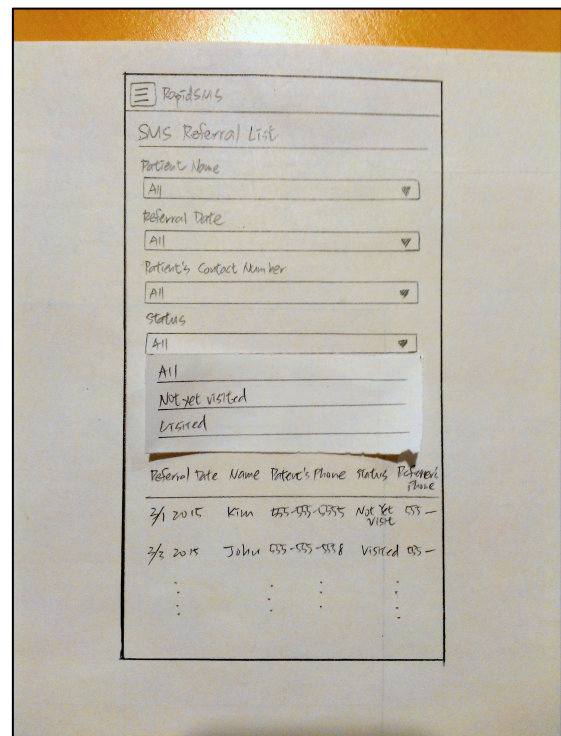 RapidSMS
SMS Referral List
Patient Name
All
Referral Date
All
Patient's Contact Number
All
Status
All
All
Not yet visited
Visited
Referral Date Name Patent's Phone Status Referrer's Phone
2/1 2015 Kim 555-555-5555 Not Yet Visit 555-
2/2 2015 John 555-555-5558 Visited 555-